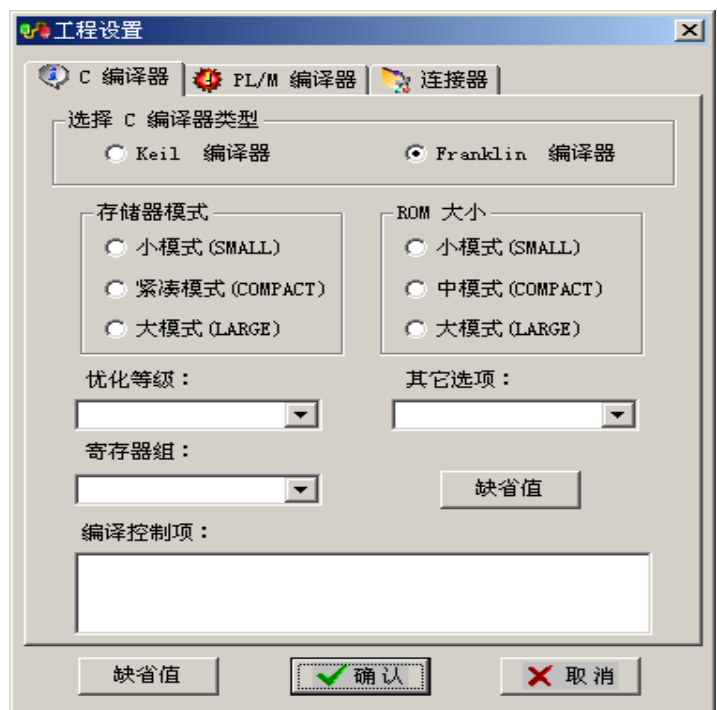 工程设置
C 编译器 PL/M 编译器 连接器
选择 C 编译器类型
Keil 编译器 Franklin 编译器
存储器模式 ROM 大小
小模式(SMALL) 小模式(SMALL)
紧凑模式(COMPACT) 中模式(COMPACT)
大模式(LARGE) 大模式(LARGE)
优化等级： 其它选项：
寄存器组：
缺省值
编译控制项：
缺省值 确认 取消